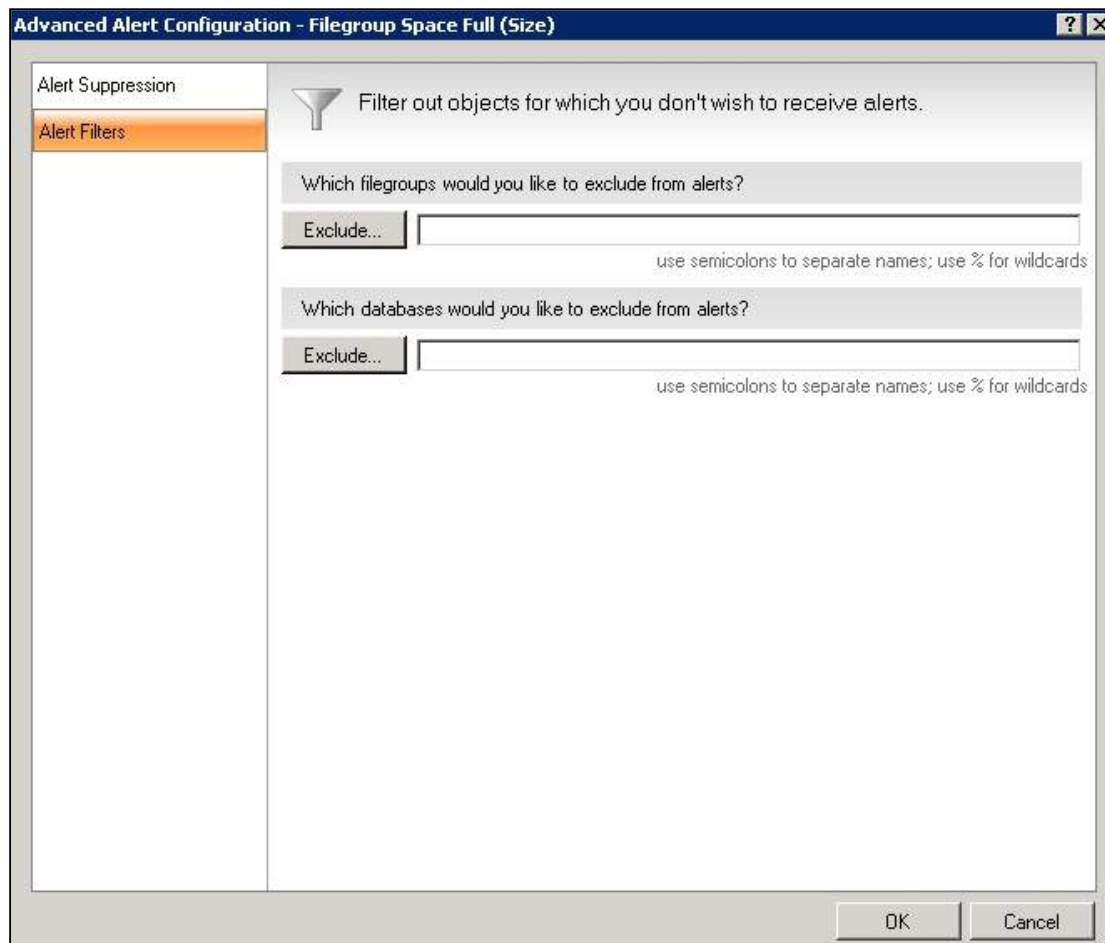 Advanced Alert Configuration - Filegroup Space Full (Size)
Alert Suppression
Alert Filters
Filter out objects for which you don't wish to receive alerts.
Which filegroups would you like to exclude from alerts?
Exclude...
use semicolons to separate names; use % for wildcards
Which databases would you like to exclude from alerts?
Exclude...
use semicolons to separate names; use % for wildcards
OK
Cancel